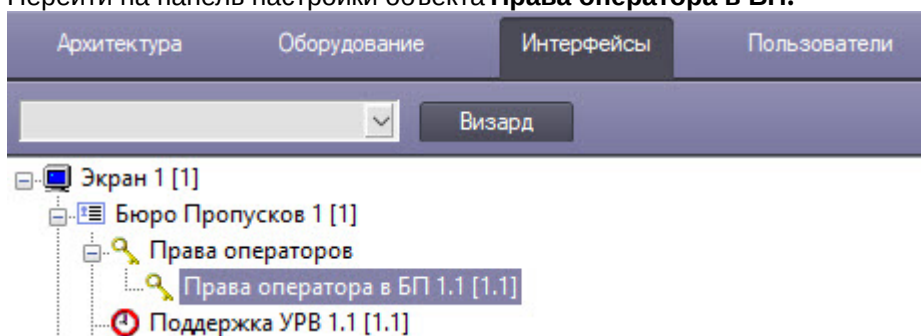 Перейти на панель настройки объекта Права оператора в БП.
Архитектура Оборудование Интерфейсы Пользователи
Визард
Экран 1 [1]
Бюро Пропусков 1 [1]
Права операторов
Права оператора в БП 1.1 [1.1]
Поддержка УРВ 1.1 [1.1]